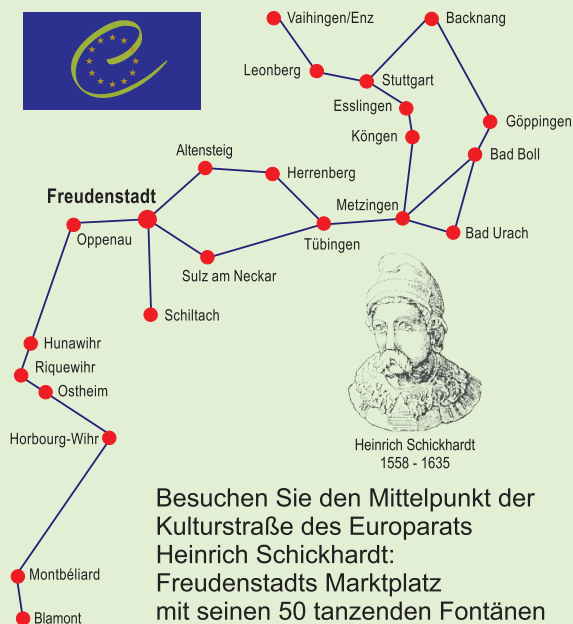 Vaihingen/Enz
Backnang
Leonberg
Stuttgart
Esslingen
Göppingen
Köngen
Altensteig
Bad Boll
Herrenberg
Freudenstadt
Metzingen
Oppenau
Tübingen
Bad Urach
Sulz am Neckar
Schiltach
Hunawihr
Riquewihr
Ostheim
Horbourg-Wihr
Heinrich Schickhardt
1558 - 1635
Besuchen Sie den Mittelpunkt der
Kulturstraße des Europarats
Heinrich Schickhardt:
Freudenstadts Marktplatz
mit seinen 50 tanzenden Fontänen
Montbéliard
Blamont